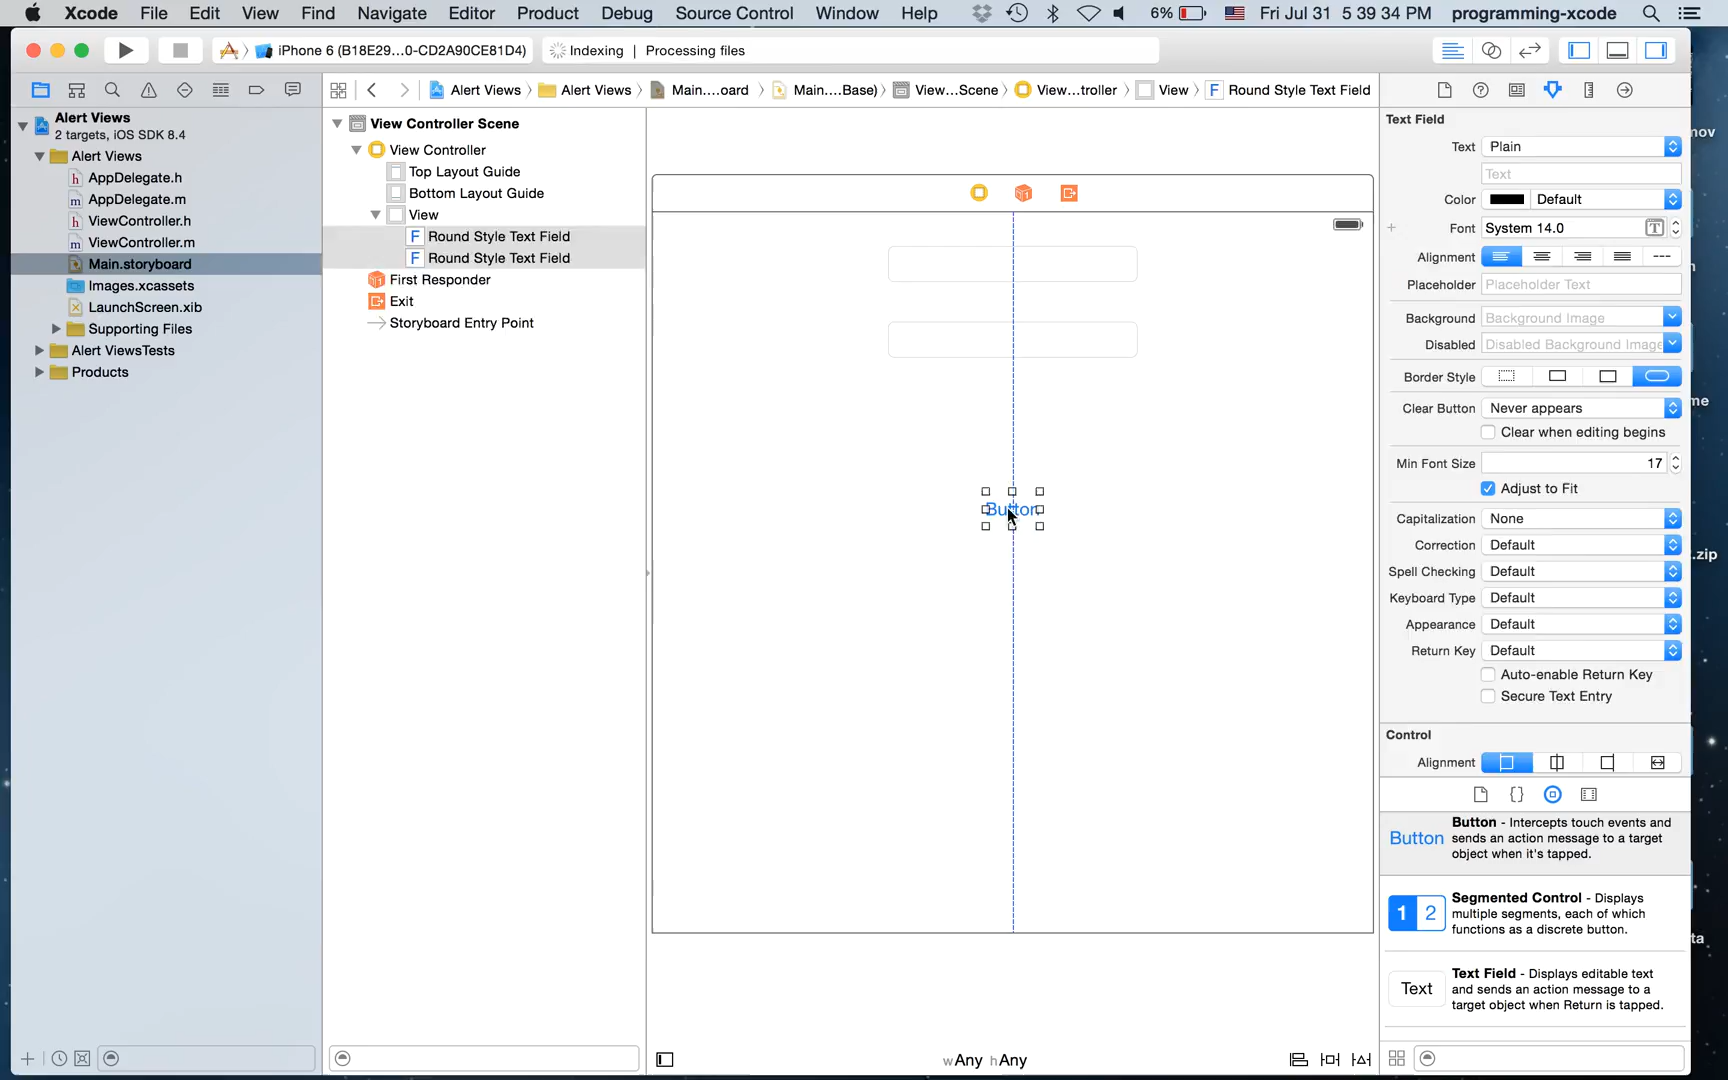 Xcode File Edit View Find Navigate Editor Product Debug Source Control Window Help 6% Fri Jul 31 5 39 34 PM programming-xcode
iPhone 6 (B18E29...0-CD2A90CE81D4) Indexing | Processing files
Alert Views Alert Views Main....oard Main....Base) View...Scene View...troller View F Round Style Text Field
Alert Views
2 targets, iOS SDK 8.4
Alert Views
h AppDelegate.h
m AppDelegate.m
h ViewController.h
m ViewController.m
Main.storyboard
Images.xcassets
LaunchScreen.xib
Supporting Files
Alert ViewsTests
Products
View Controller Scene
View Controller
Top Layout Guide
Bottom Layout Guide
View
F Round Style Text Field
F Round Style Text Field
First Responder
Exit
Storyboard Entry Point
Button
wAny hAny
Text Field
Text Plain
Text
Color Default
Font System 14.0 T
Alignment
Placeholder Placeholder Text
Background Background Image
Disabled Disabled Background Image
Border Style
Clear Button Never appears
Clear when editing begins
Min Font Size 17
Adjust to Fit
Capitalization None
Correction Default
Spell Checking Default
Keyboard Type Default
Appearance Default
Return Key Default
Auto-enable Return Key
Secure Text Entry
Control
Alignment
{}
Button
Button - Intercepts touch events and
sends an action message to a target
object when it's tapped.
1 2
Segmented Control - Displays
multiple segments, each of which
functions as a discrete button.
Text
Text Field - Displays editable text
and sends an action message to a
target object when Return is tapped.
nov
n
me
.zip
ta